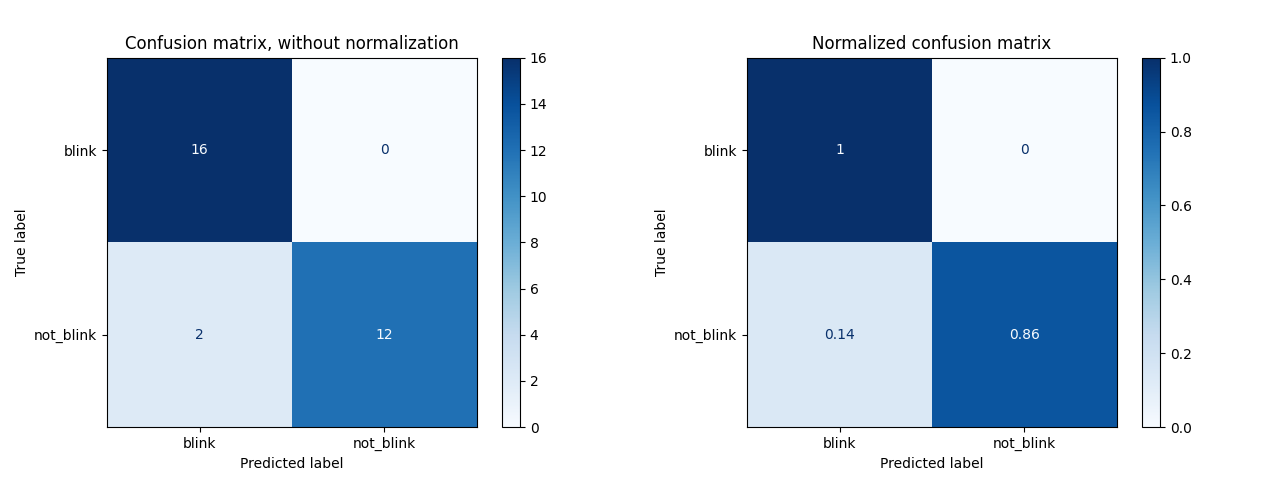 Confusion matrix, without normalization
True label
blink
not_blink
16
0
2
12
blink
not_blink
Predicted label
16
14
12
10
8
6
4
2
0
Normalized confusion matrix
True label
blink
not_blink
1
0
0.14
0.86
blink
not_blink
Predicted label
1.0
0.8
0.6
0.4
0.2
0.0